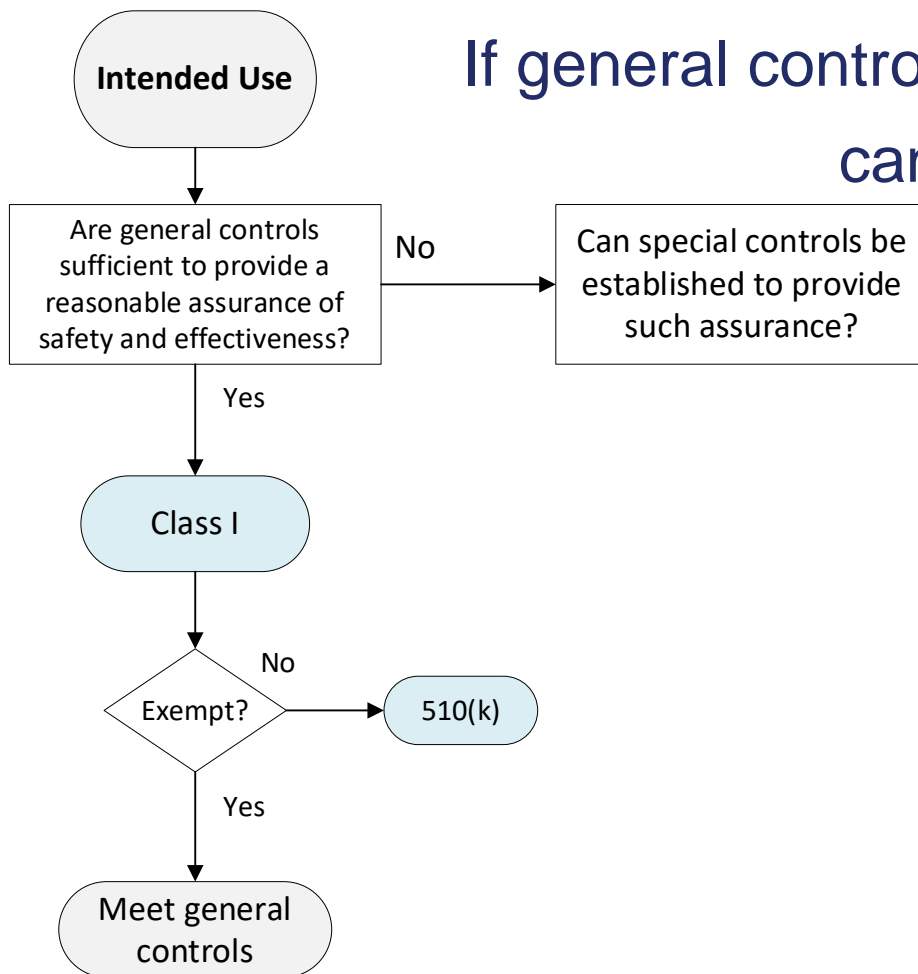 If general contro
can
Intended Use
Are general controls
sufficient to provide a
reasonable assurance of
safety and effectiveness?
No
Can special controls be
established to provide
such assurance?
Yes
Class I
Exempt?
No
510(k)
Yes
Meet general
controls